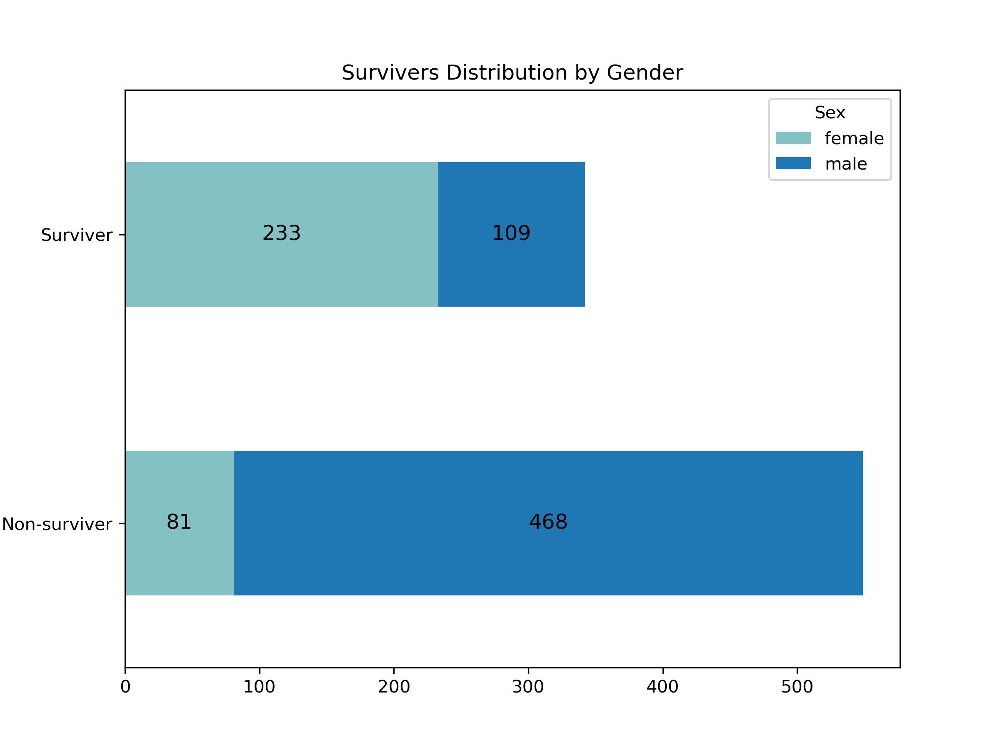 Survivers Distribution by Gender
Sex
female
male
Surviver
233
109
Non-surviver
81
468
0 100 200 300 400 500